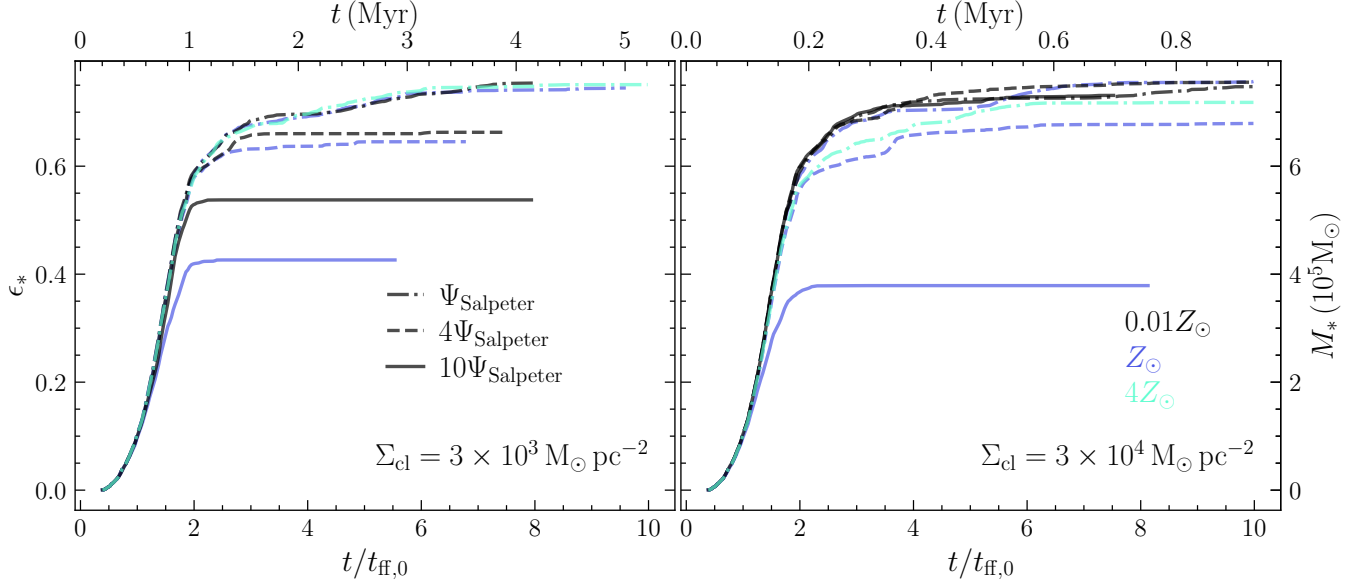 t (Myr)
0 1 2 3 4 5
ϵ_*
0.0
0.2
0.4
0.6
Ψ_Salpeter
4Ψ_Salpeter
10Ψ_Salpeter
Σ_cl = 3 × 10^3 M_⊙ pc^−2
0 2 4 6 8 10
t/t_ff,0
t (Myr)
0.0 0.2 0.4 0.6 0.8
0.01Z_⊙
Z_⊙
4Z_⊙
Σ_cl = 3 × 10^4 M_⊙ pc^−2
0 2 4 6 8 10
t/t_ff,0
6
4
2
0
M_* (10^5 M_⊙)